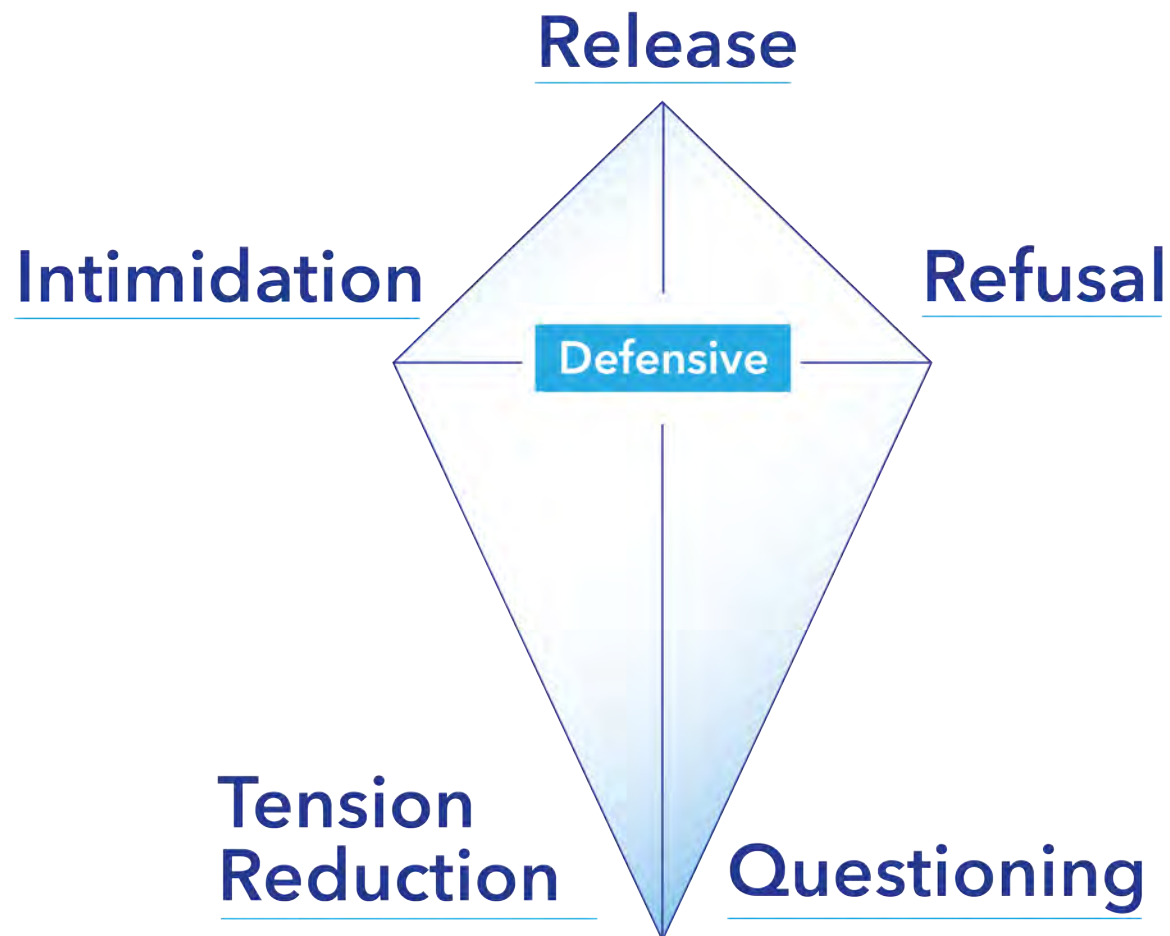 Release
Intimidation
Refusal
Defensive
Tension
Reduction
Questioning